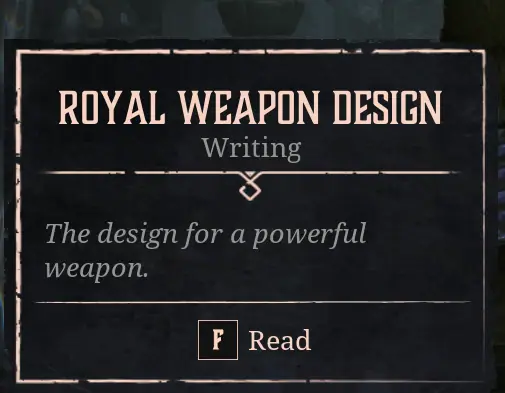 ROYAL WEAPON DESIGN
Writing
The design for a powerful
weapon.
F Read